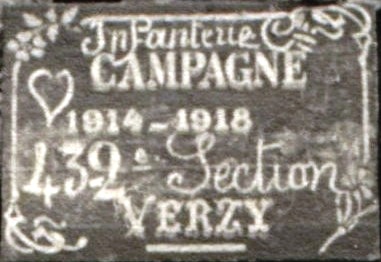 Infanterie
CAMPAGNE
1914-1918
432e Section
VERZY